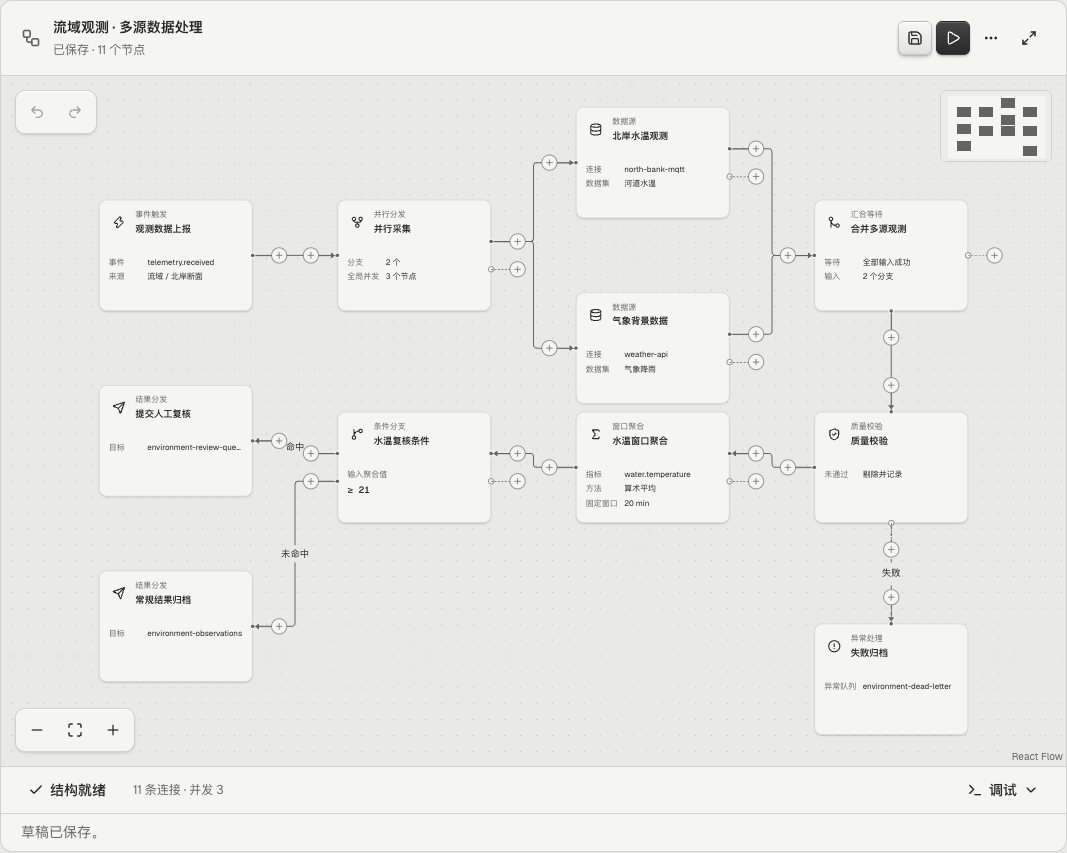 流域观测 · 多源数据处理
已保存 · 11 个节点
数据源
北岸水温观测
连接 north-bank-mqtt
数据集 河道水温
事件触发
观测数据上报
事件 telemetry.received
来源 流域 / 北岸断面
并行分发
并行采集
分支 2 个
全局并发 3 个节点
汇合等待
合并多源观测
等待 全部输入成功
输入 2 个分支
数据源
气象背景数据
连接 weather-api
数据集 气象降雨
结果分发
提交人工复核
目标 environment-review-que...
命中
条件分支
水温复核条件
输入聚合值
≥ 21
窗口聚合
水温窗口聚合
指标 water.temperature
方法 算术平均
固定窗口 20 min
质量校验
质量校验
未通过 剔除并记录
未命中
失败
结果分发
常规结果归档
目标 environment-observations
异常处理
失败归档
异常队列 environment-dead-letter
React Flow
结构就绪 11 条连接 · 并发 3
调试
草稿已保存。